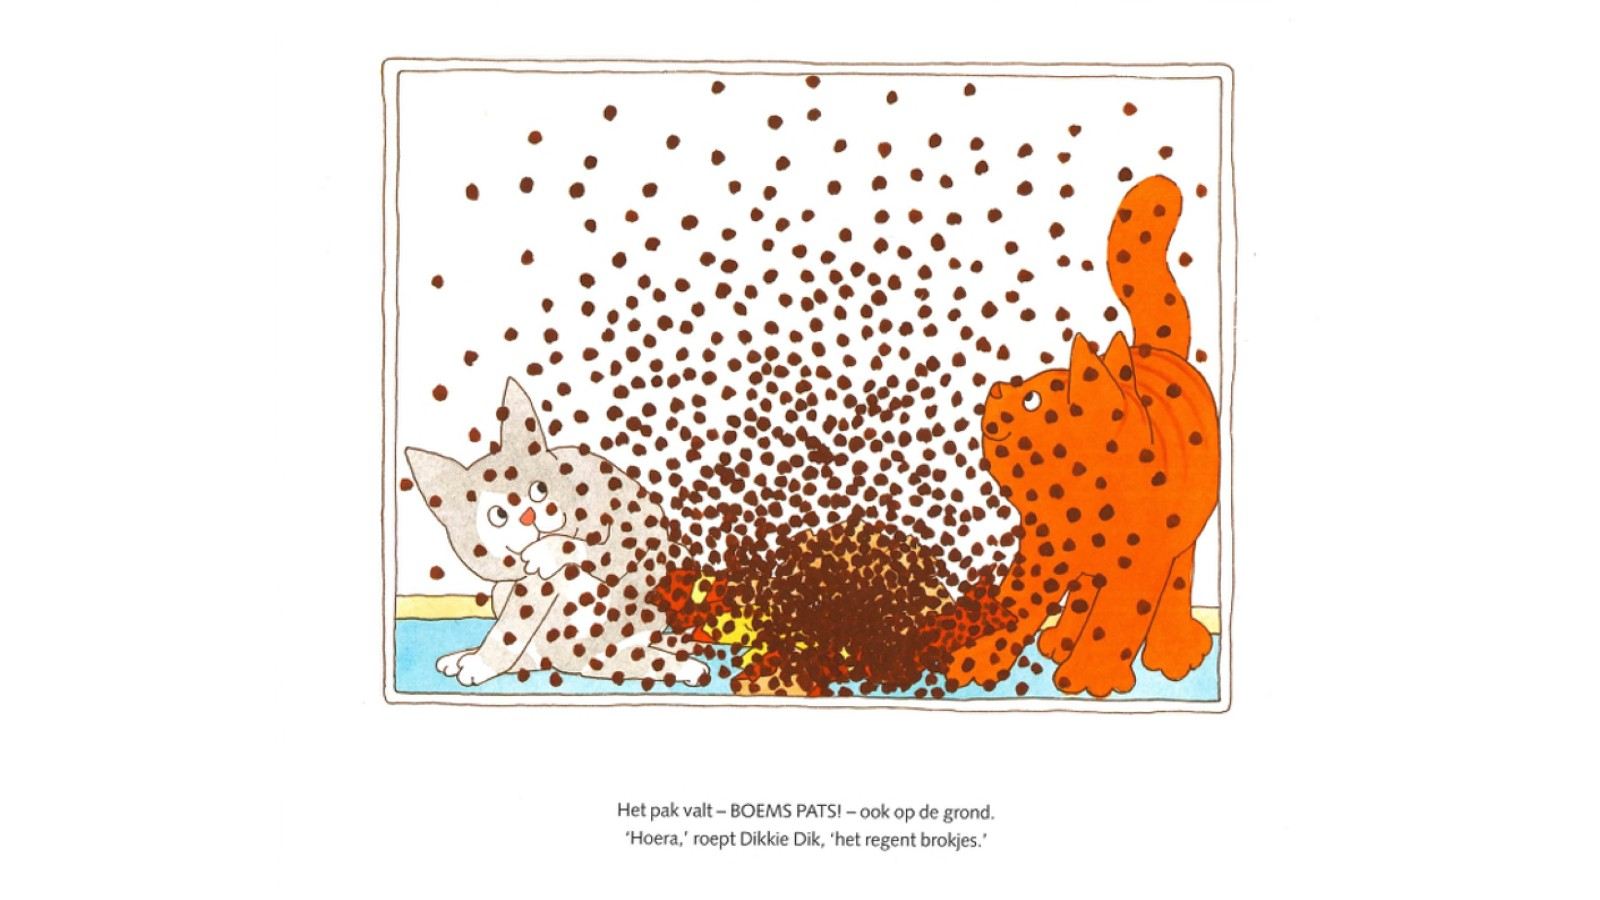 Het pak valt – BOEMS PATS! – ook op de grond.
‘Hoera,’ roept Dikkie Dik, ‘het regent brokjes.’